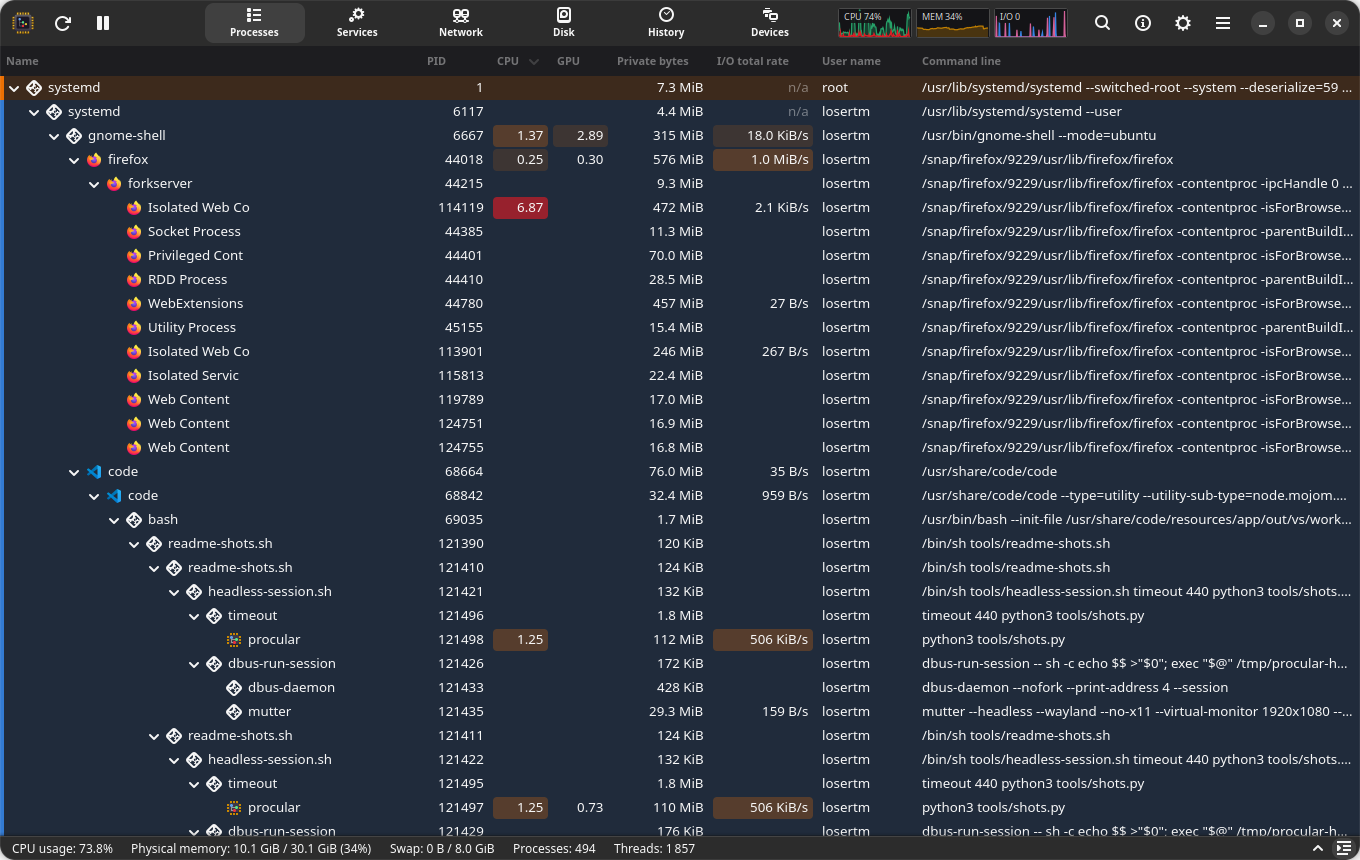 Processes Services Network Disk History Devices CPU 74% MEM 34% I/O 0
Name PID CPU GPU Private bytes I/O total rate User name Command line
systemd 1 7.3 MiB n/a root /usr/lib/systemd/systemd --switched-root --system --deserialize=59 ...
systemd 6117 4.4 MiB n/a losertm /usr/lib/systemd/systemd --user
gnome-shell 6667 1.37 2.89 315 MiB 18.0 KiB/s losertm /usr/bin/gnome-shell --mode=ubuntu
firefox 44018 0.25 0.30 576 MiB 1.0 MiB/s losertm /snap/firefox/9229/usr/lib/firefox/firefox
forkserver 44215 9.3 MiB losertm /snap/firefox/9229/usr/lib/firefox/firefox -contentproc -ipcHandle 0 ...
Isolated Web Co 114119 6.87 472 MiB 2.1 KiB/s losertm /snap/firefox/9229/usr/lib/firefox/firefox -contentproc -isForBrowse...
Socket Process 44385 11.3 MiB losertm /snap/firefox/9229/usr/lib/firefox/firefox -contentproc -parentBuildI...
Privileged Cont 44401 70.0 MiB losertm /snap/firefox/9229/usr/lib/firefox/firefox -contentproc -isForBrowse...
RDD Process 44410 28.5 MiB losertm /snap/firefox/9229/usr/lib/firefox/firefox -contentproc -parentBuildI...
WebExtensions 44780 457 MiB 27 B/s losertm /snap/firefox/9229/usr/lib/firefox/firefox -contentproc -isForBrowse...
Utility Process 45155 15.4 MiB losertm /snap/firefox/9229/usr/lib/firefox/firefox -contentproc -parentBuildI...
Isolated Web Co 113901 246 MiB 267 B/s losertm /snap/firefox/9229/usr/lib/firefox/firefox -contentproc -isForBrowse...
Isolated Servic 115813 22.4 MiB losertm /snap/firefox/9229/usr/lib/firefox/firefox -contentproc -isForBrowse...
Web Content 119789 17.0 MiB losertm /snap/firefox/9229/usr/lib/firefox/firefox -contentproc -isForBrowse...
Web Content 124751 16.9 MiB losertm /snap/firefox/9229/usr/lib/firefox/firefox -contentproc -isForBrowse...
Web Content 124755 16.8 MiB losertm /snap/firefox/9229/usr/lib/firefox/firefox -contentproc -isForBrowse...
code 68664 76.0 MiB 35 B/s losertm /usr/share/code/code
code 68842 32.4 MiB 959 B/s losertm /usr/share/code/code --type=utility --utility-sub-type=node.mojom....
bash 69035 1.7 MiB losertm /usr/bin/bash --init-file /usr/share/code/resources/app/out/vs/work...
readme-shots.sh 121390 120 KiB losertm /bin/sh tools/readme-shots.sh
readme-shots.sh 121410 124 KiB losertm /bin/sh tools/readme-shots.sh
headless-session.sh 121421 132 KiB losertm /bin/sh tools/headless-session.sh timeout 440 python3 tools/shots....
timeout 121496 1.8 MiB losertm timeout 440 python3 tools/shots.py
procular 121498 1.25 112 MiB 506 KiB/s losertm python3 tools/shots.py
dbus-run-session 121426 172 KiB losertm dbus-run-session -- sh -c echo $$ >"$0"; exec "$@" /tmp/procular-h...
dbus-daemon 121433 428 KiB losertm dbus-daemon --nofork --print-address 4 --session
mutter 121435 29.3 MiB 159 B/s losertm mutter --headless --wayland --no-x11 --virtual-monitor 1920x1080 --...
readme-shots.sh 121411 124 KiB losertm /bin/sh tools/readme-shots.sh
headless-session.sh 121422 132 KiB losertm /bin/sh tools/headless-session.sh timeout 440 python3 tools/shots....
timeout 121495 1.8 MiB losertm timeout 440 python3 tools/shots.py
procular 121497 1.25 0.73 110 MiB 506 KiB/s losertm python3 tools/shots.py
dbus-run-session 121429 176 KiB losertm dbus-run-session -- sh -c echo $$ >"$0"; exec "$@" /tmp/procular-h...
CPU usage: 73.8% Physical memory: 10.1 GiB / 30.1 GiB (34%) Swap: 0 B / 8.0 GiB Processes: 494 Threads: 1 857